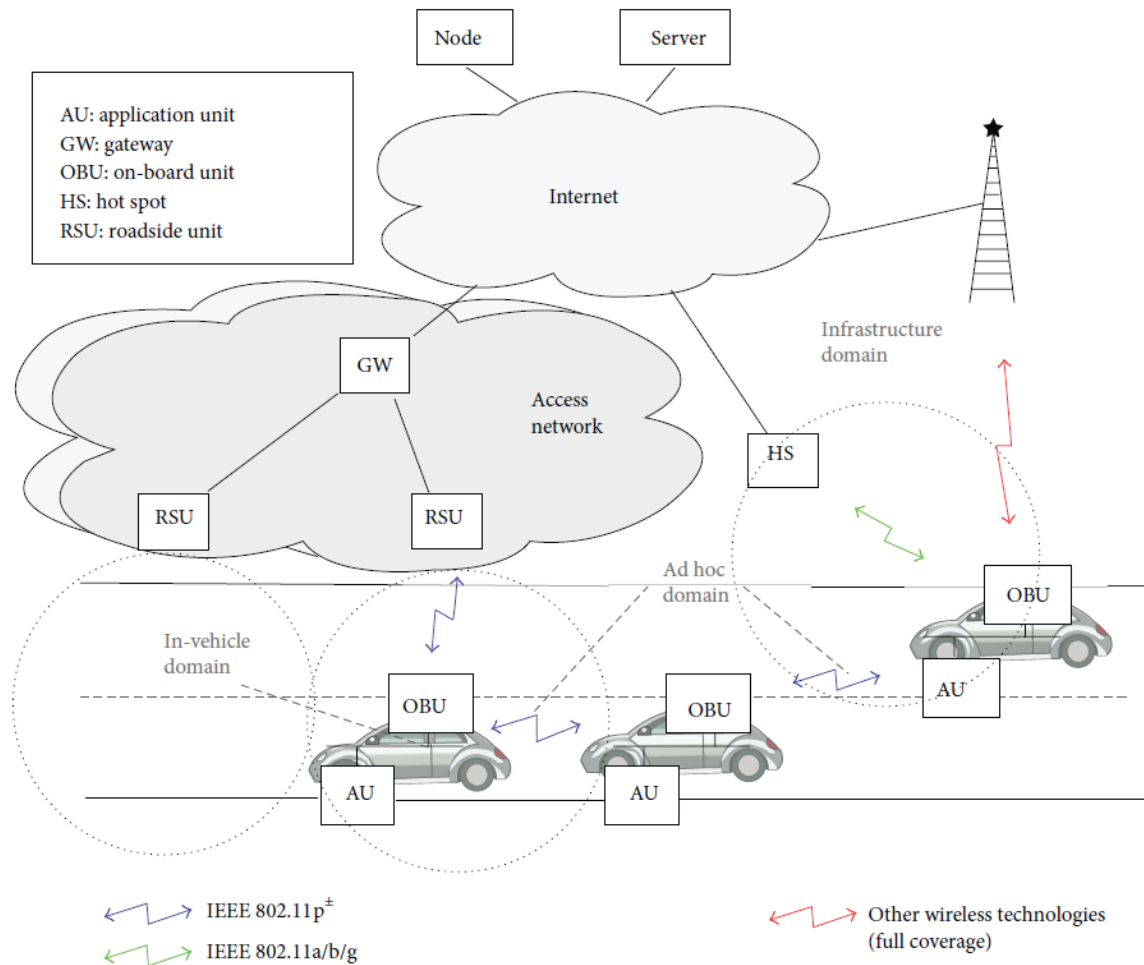 Node
Server
AU: application unit
GW: gateway
OBU: on-board unit
HS: hot spot
RSU: roadside unit
Internet
Infrastructure
domain
GW
Access
network
HS
RSU
RSU
Ad hoc
domain
OBU
In-vehicle
domain
AU
OBU
OBU
AU
AU
IEEE 802.11p±
IEEE 802.11a/b/g
Other wireless technologies
(full coverage)